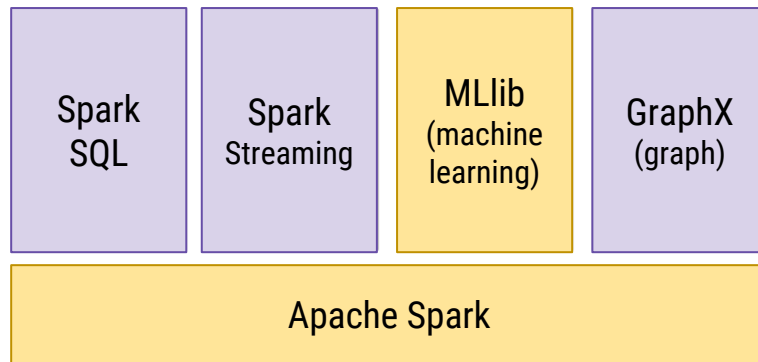 Spark
SQL
Spark
Streaming
MLlib
(machine
learning)
GraphX
(graph)
Apache Spark